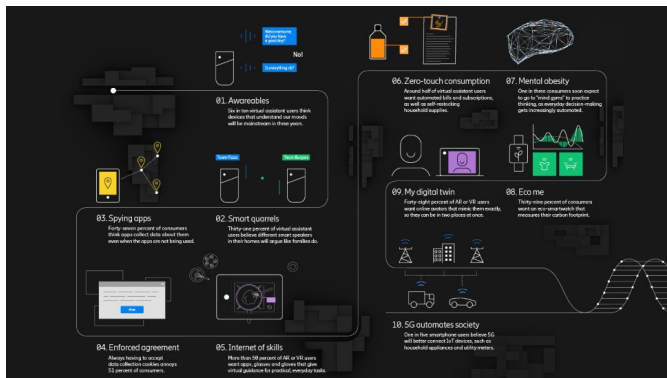 Hello everyone,
did you have
a good day?
No!
Is everything ok?
01. Awareables
Six in ten virtual assistant users think
devices that understand our moods
will be mainstream in three years.
Team Pizza
Team Burgers
03. Spying apps
Forty-seven percent of consumers
think apps collect data about them
even when the apps are not being used.
02. Smart quarrels
Thirty-one percent of virtual assistant
users believe different smart speakers
in their homes will argue like families do.
04. Enforced agreement
Always having to accept
data collection cookies annoys
51 percent of consumers.
05. Internet of skills
More than 50 percent of AR or VR users
want apps, glasses and gloves that give
virtual guidance for practical, everyday tasks.
06. Zero-touch consumption
Around half of virtual assistant users
want automated bills and subscriptions,
as well as self-restocking
household supplies.
07. Mental obesity
One in three consumers soon expect
to go to "mind gyms" to practice
thinking, as everyday decision-making
gets increasingly automated.
09. My digital twin
Forty-eight percent of AR or VR users
want online avatars that mimic them exactly,
so they can be in two places at once.
08. Eco me
Thirty-nine percent of consumers
want an eco-smartwatch that
measures their carbon footprint.
10. 5G automates society
One in five smartphone users believe 5G
will better connect IoT devices, such as
household appliances and utility meters.